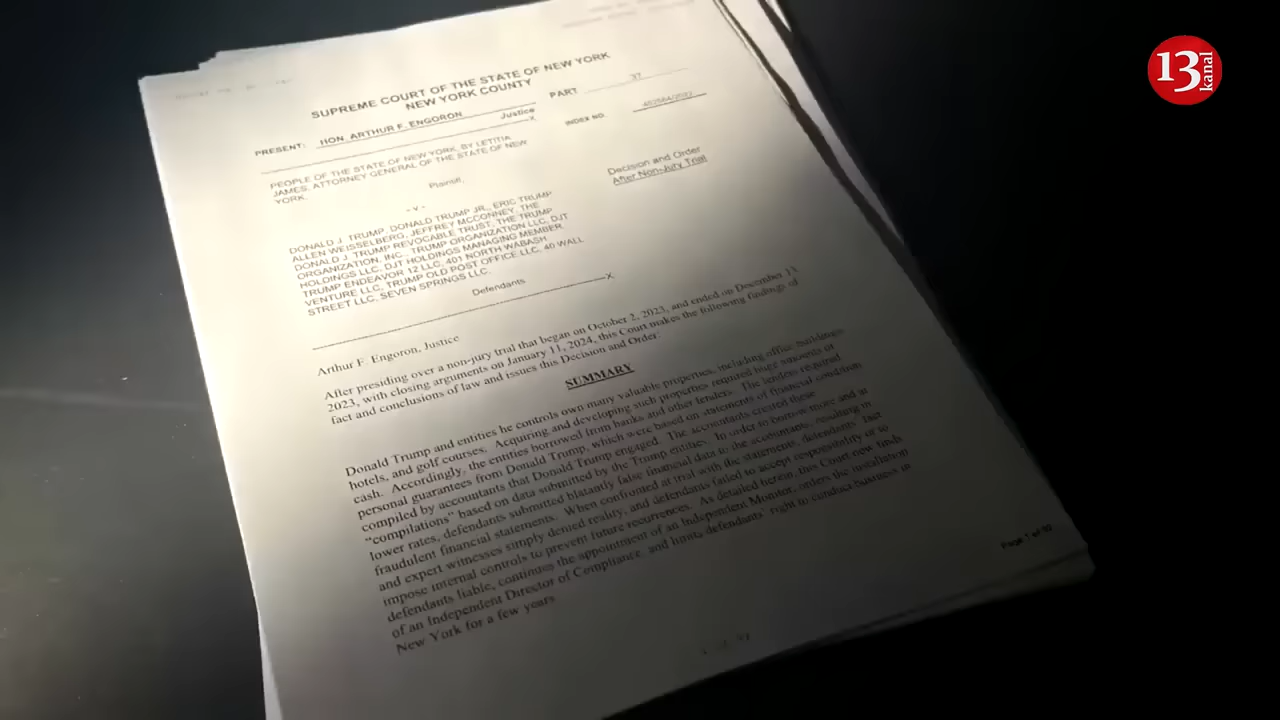 13
kanal
SUPREME COURT OF THE STATE OF NEW YORK
NEW YORK COUNTY
PRESENT: HON. ARTHUR F. ENGORON Justice
PART 37
INDEX NO
PEOPLE OF THE STATE OF NEW YORK, BY LETITIA
JAMES, ATTORNEY GENERAL OF THE STATE OF NEW
YORK,
Plaintiff,
- v -
DONALD J. TRUMP, DONALD TRUMP JR., ERIC TRUMP
ALLEN WEISSELBERG, JEFFREY MCCONNEY, THE
DONALD J. TRUMP REVOCABLE TRUST, THE TRUMP
ORGANIZATION, INC., TRUMP ORGANIZATION LLC, DJT
HOLDINGS LLC, DJT HOLDINGS MANAGING MEMBER,
TRUMP ENDEAVOR 12 LLC, 401 NORTH WABASH
VENTURE LLC, TRUMP OLD POST OFFICE LLC, 40 WALL
STREET LLC, SEVEN SPRINGS LLC,
Defendants
X
Decision and Order
After Non-Jury Trial
Arthur F. Engoron, Justice
After presiding over a non-jury trial that began on October 2, 2023, and ended on December 13,
2023, with closing arguments on January 11, 2024, this Court makes the following findings of
fact and conclusions of law and issues this Decision and Order:
SUMMARY
Donald Trump and entities he controls own many valuable properties, including office buildings,
hotels, and golf courses. Acquiring and developing such properties required huge amounts of
cash. Accordingly, the entities borrowed from banks and other lenders. The lenders required
personal guarantees from Donald Trump, which were based on statements of financial condition
compiled by accountants that Donald Trump engaged. The accountants created these
“compilations” based on data submitted by the Trump entities. In order to borrow more and at
lower rates, defendants submitted blatantly false financial data to the accountants, resulting in
fraudulent financial statements. When confronted at trial with the statements, defendants' fact
and expert witnesses simply denied reality, and defendants failed to accept responsibility or to
impose internal controls to prevent future recurrences. As detailed herein, this Court now finds
defendants liable, continues the appointment of an Independent Monitor, orders the installation
of an Independent Director of Compliance, and limits defendants' right to conduct business in
New York for a few years
Page 1 of 92